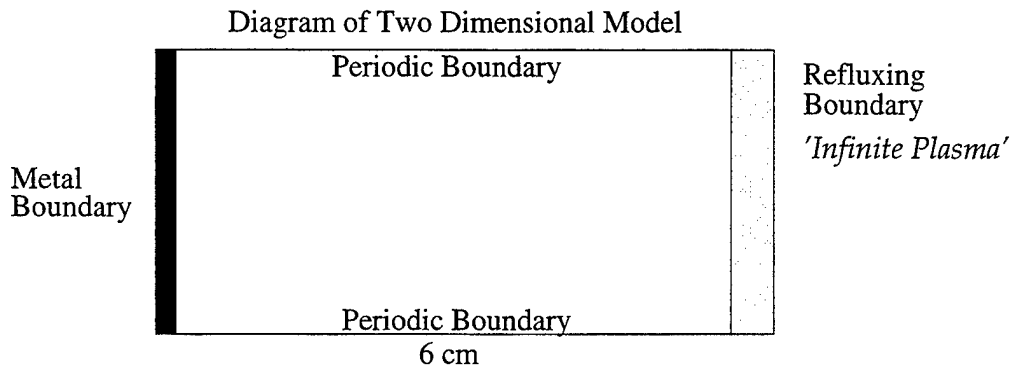 Diagram of Two Dimensional Model
Periodic Boundary
Refluxing
Boundary
'Infinite Plasma'
Metal
Boundary
Periodic Boundary
6 cm